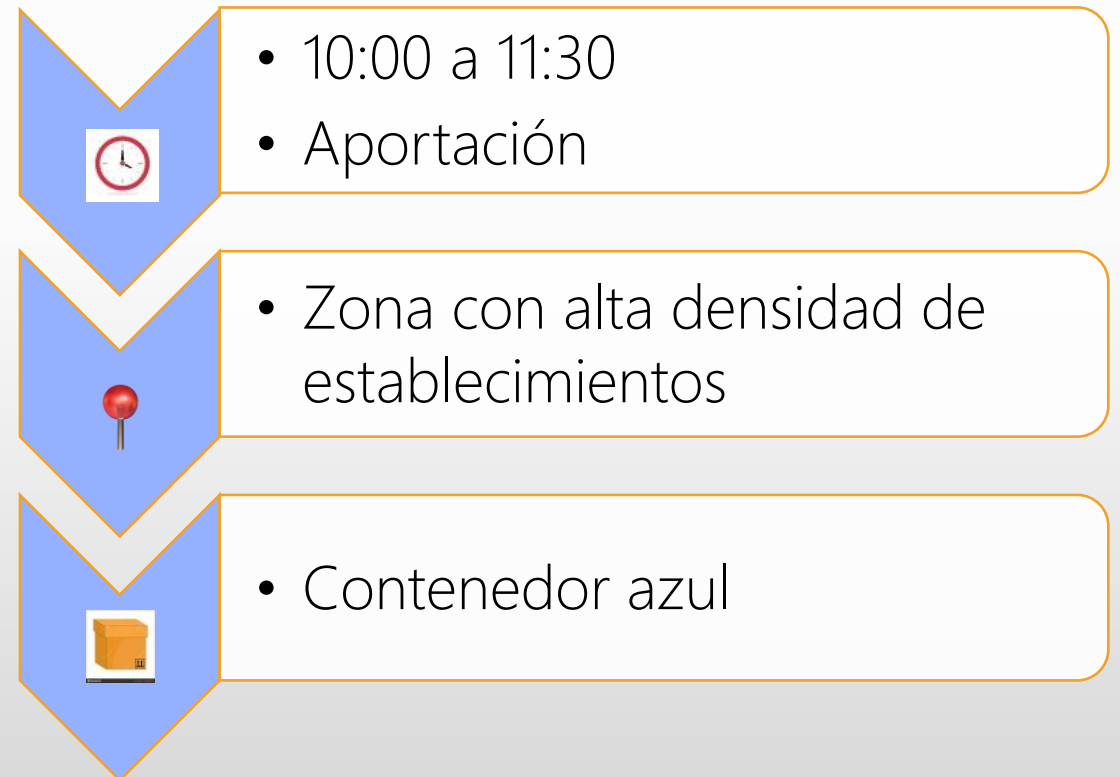 • 10:00 a 11:30
• Aportación
• Zona con alta densidad de
establecimientos
• Contenedor azul